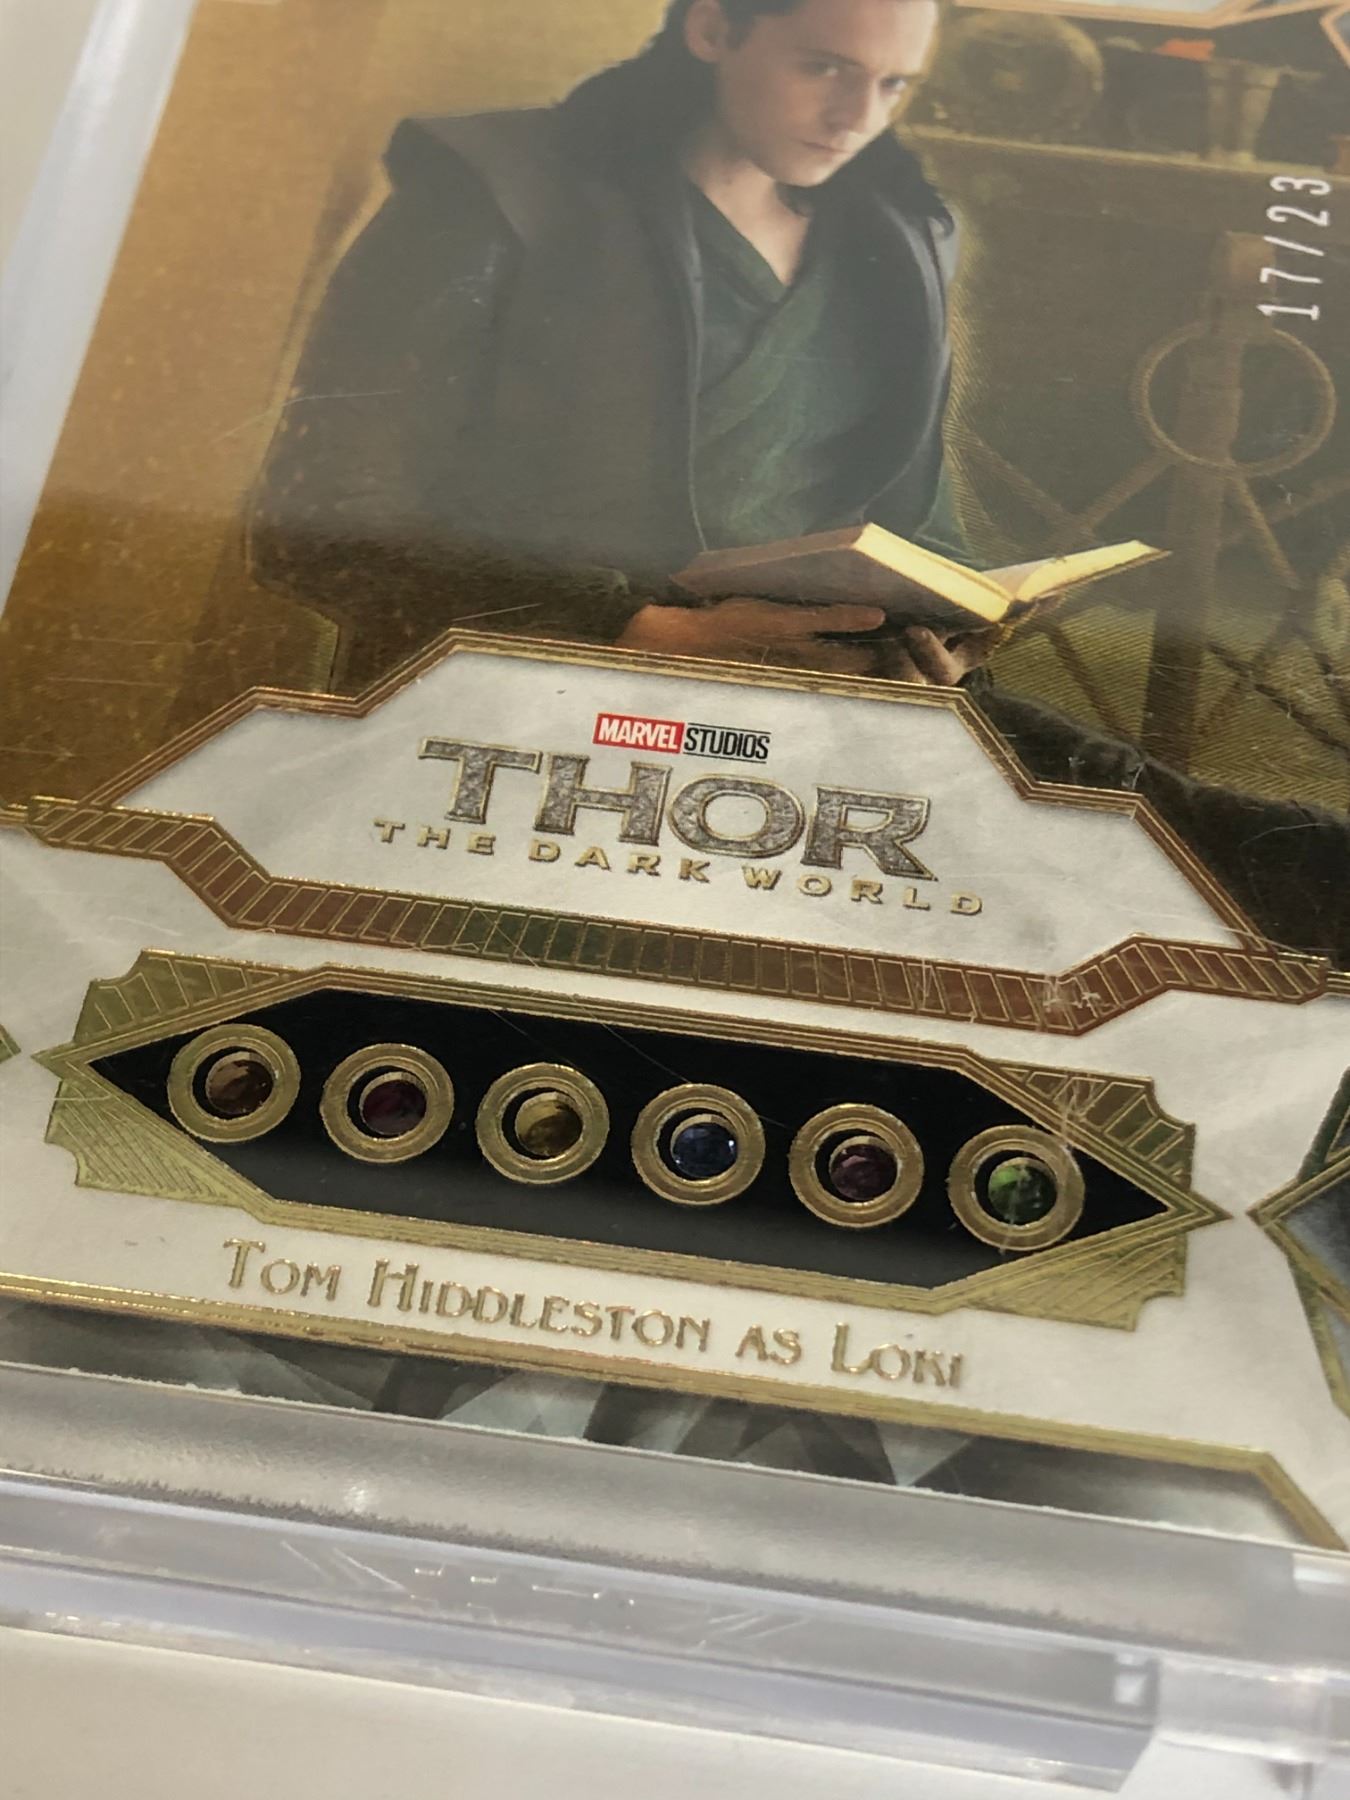 17/23
MARVEL STUDIOS
THOR
THE DARK WORLD
TOM HIDDLESTON AS LOKI